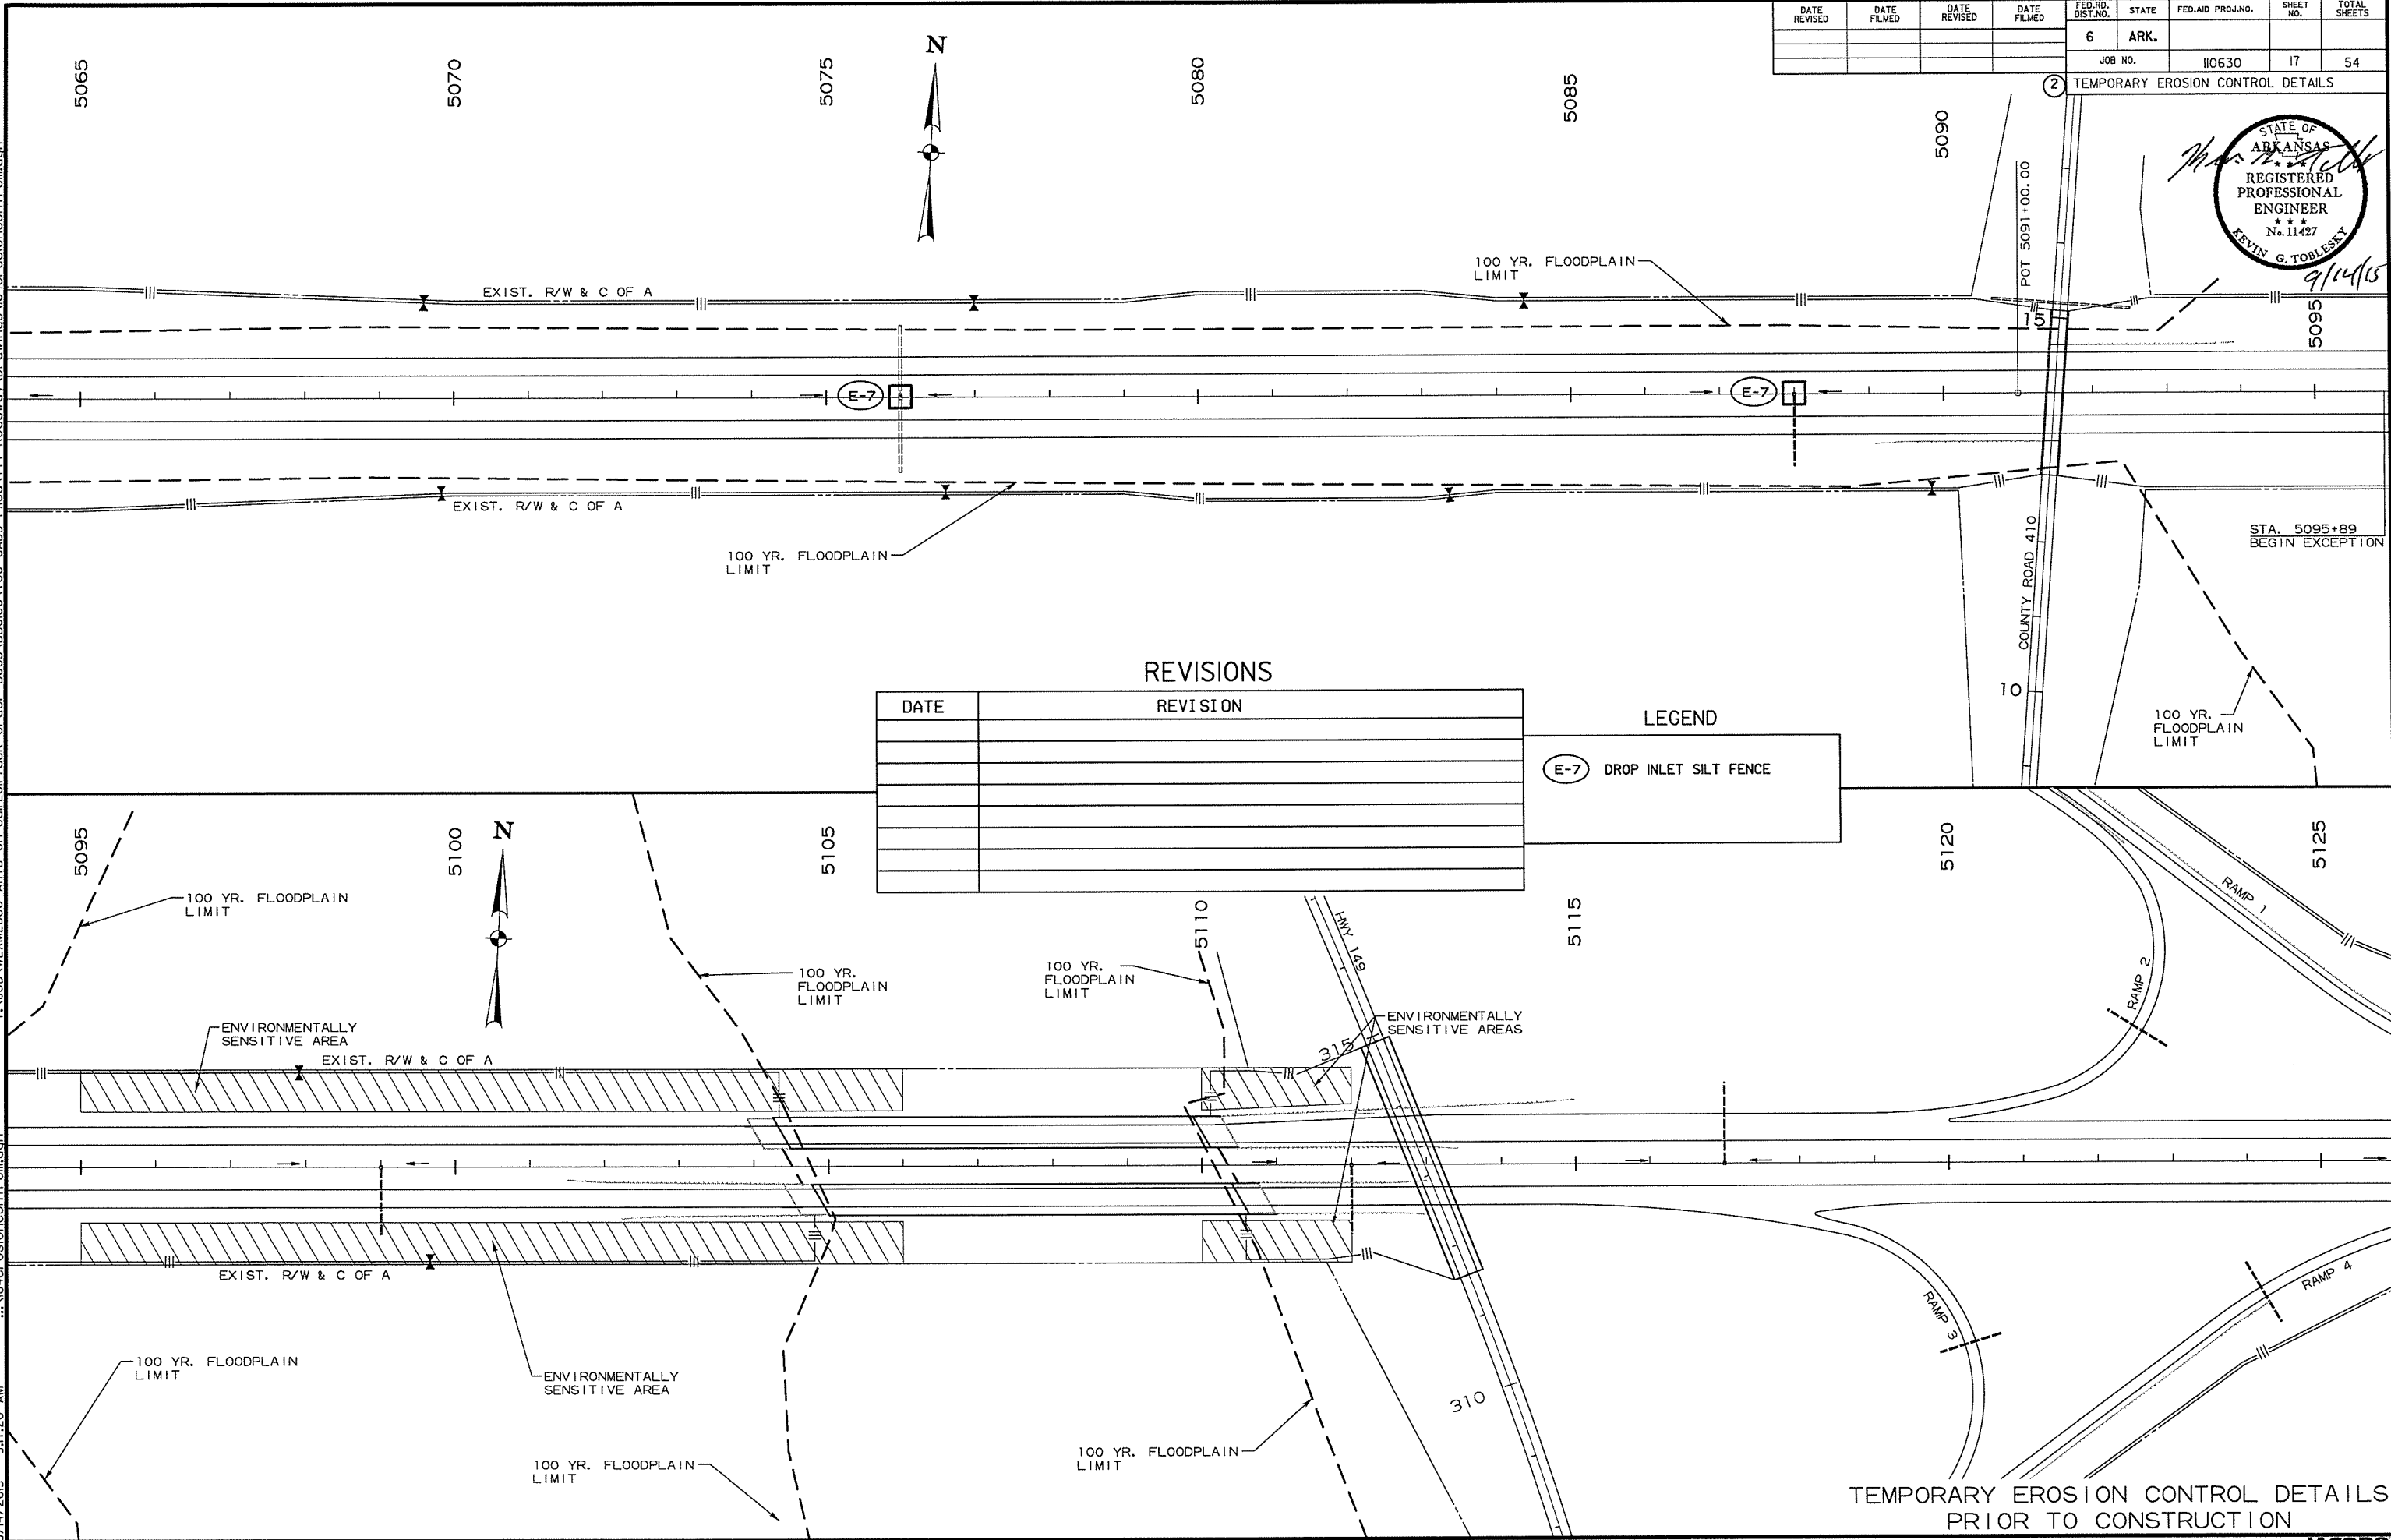 DATE REVISED
DATE FILMED
DATE REVISED
DATE FILMED
FED.RD. DIST.NO.
STATE
FED.AID PROJ.NO.
SHEET NO.
TOTAL SHEETS
6
ARK.
JOB NO.
110630
17
54
2
TEMPORARY EROSION CONTROL DETAILS
STATE OF
ARKANSAS
REGISTERED
PROFESSIONAL
ENGINEER
No. 11427
KEVIN G. TOBLESKY
9/14/15
N
5065
5070
5075
5080
5085
5090
5095
POT 5091+00.00
100 YR. FLOODPLAIN
LIMIT
EXIST. R/W & C OF A
15
E-7
E-7
EXIST. R/W & C OF A
100 YR. FLOODPLAIN
LIMIT
STA. 5095+89
BEGIN EXCEPTION
COUNTY ROAD 410
10
100 YR.
FLOODPLAIN
LIMIT
REVISIONS
DATE
REVISION
LEGEND
E-7
DROP INLET SILT FENCE
5095
5100
5105
5110
5115
5120
5125
N
100 YR. FLOODPLAIN
LIMIT
100 YR.
FLOODPLAIN
LIMIT
100 YR.
FLOODPLAIN
LIMIT
HWY 149
RAMP 1
RAMP 2
ENVIRONMENTALLY
SENSITIVE AREA
EXIST. R/W & C OF A
ENVIRONMENTALLY
SENSITIVE AREAS
315
EXIST. R/W & C OF A
RAMP 3
RAMP 4
100 YR. FLOODPLAIN
LIMIT
ENVIRONMENTALLY
SENSITIVE AREA
310
100 YR. FLOODPLAIN
LIMIT
100 YR. FLOODPLAIN
LIMIT
TEMPORARY EROSION CONTROL DETAILS
PRIOR TO CONSTRUCTION